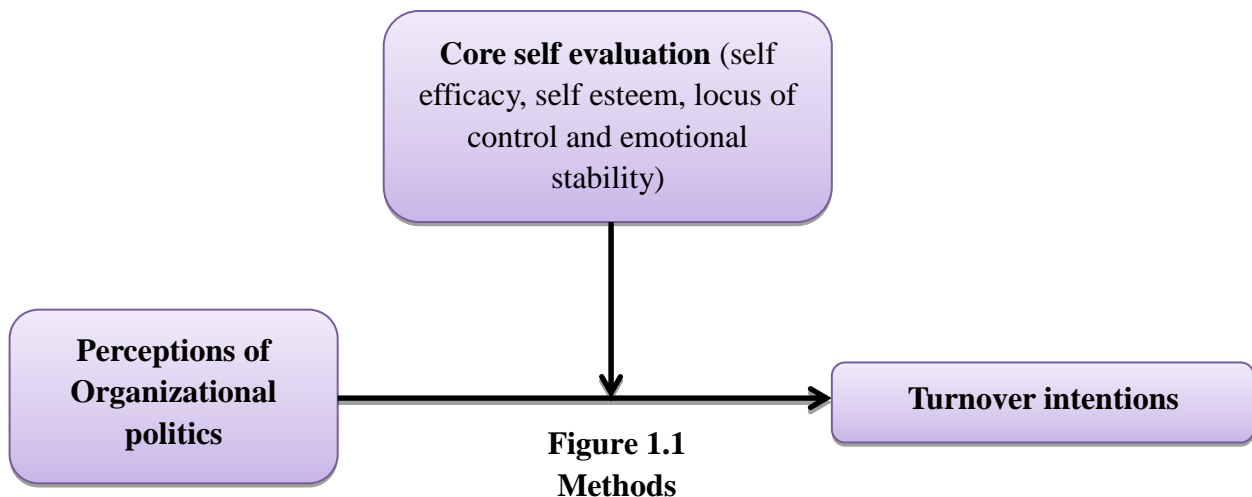 Core self evaluation (self
efficacy, self esteem, locus of
control and emotional
stability)
Perceptions of
Organizational
politics
Turnover intentions
Figure 1.1
Methods